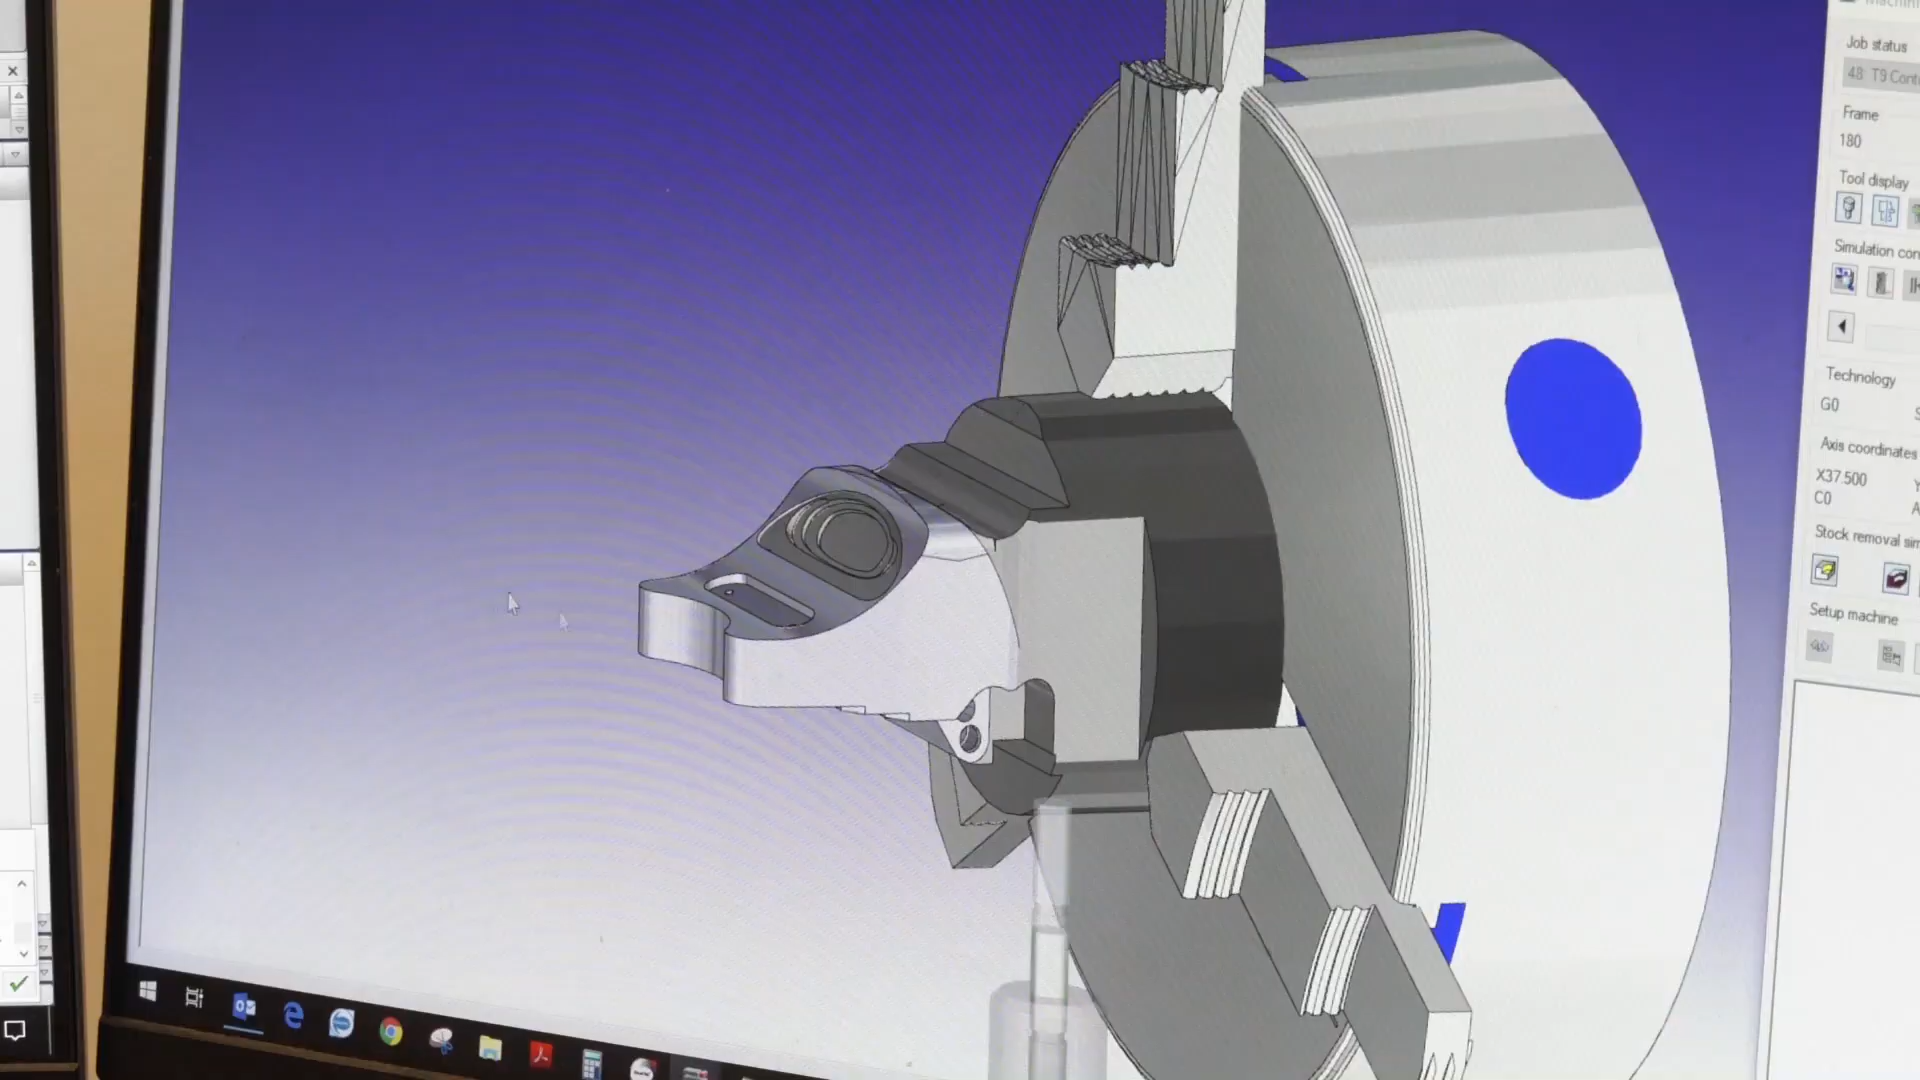 Job status
48: T9 Cont
Frame
180
Tool display
Simulation con
Technology
G0
Axis coordinates
X37.500
C0
Stock removal sim
Setup machine